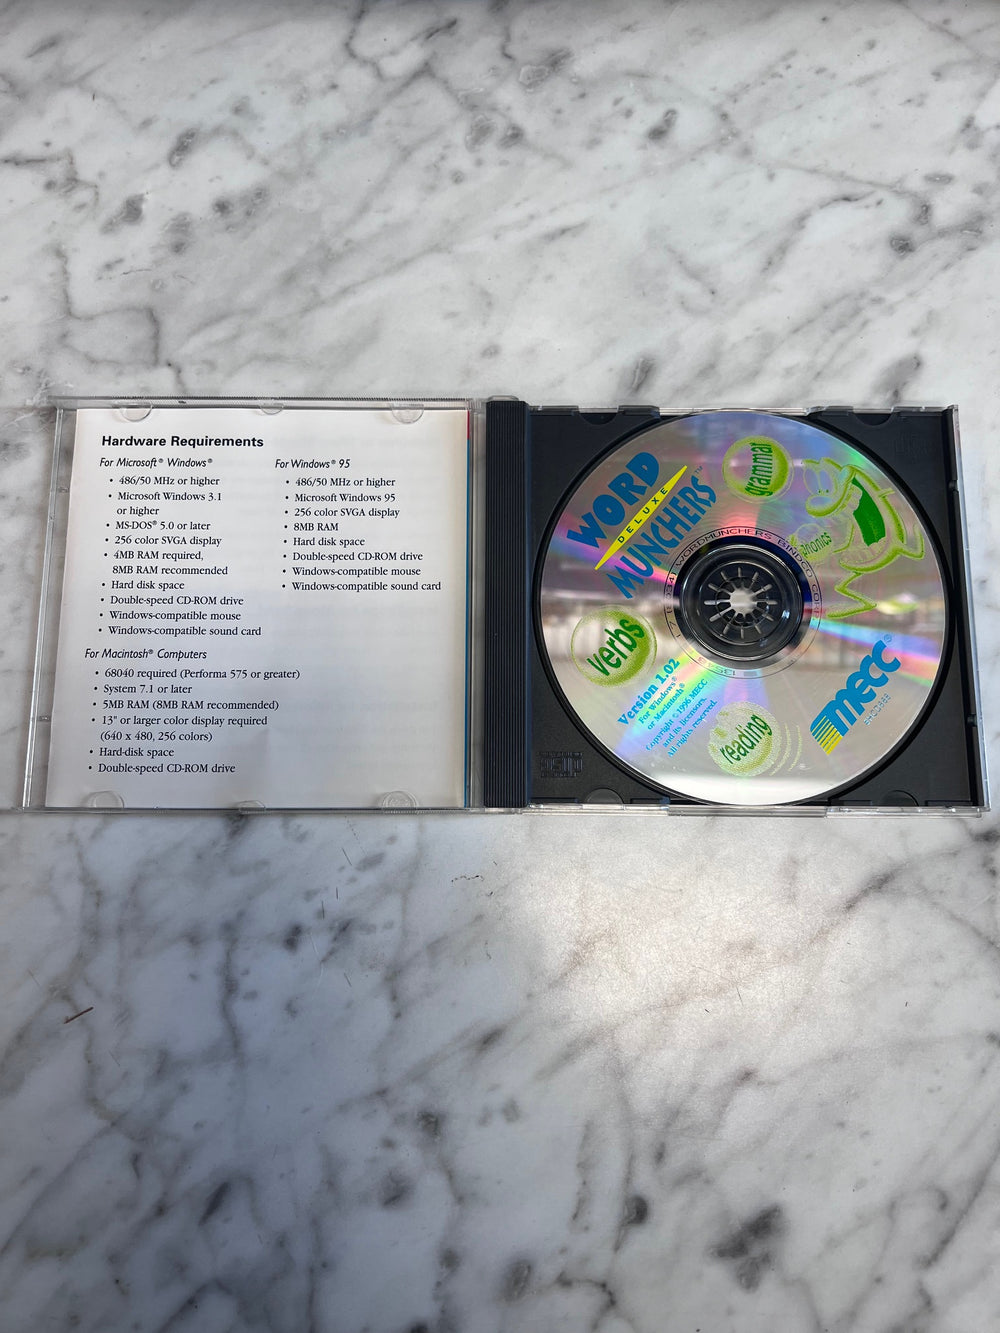 Hardware Requirements
For Microsoft® Windows®
• 486/50 MHz or higher
• Microsoft Windows 3.1
or higher
• MS-DOS® 5.0 or later
• 256 color SVGA display
• 4MB RAM required,
8MB RAM recommended
• Hard disk space
• Double-speed CD-ROM drive
• Windows-compatible mouse
• Windows-compatible sound card
For Windows® 95
• 486/50 MHz or higher
• Microsoft Windows 95
• 256 color SVGA display
• 8MB RAM
• Hard disk space
• Double-speed CD-ROM drive
• Windows-compatible mouse
• Windows-compatible sound card
For Macintosh® Computers
• 68040 required (Performa 575 or greater)
• System 7.1 or later
• 5MB RAM (8MB RAM recommended)
• 13" or larger color display required
(640 x 480, 256 colors)
• Hard-disk space
• Double-speed CD-ROM drive
WORD
DELUXE
MUNCHERS™
grammar
phonics
verbs
reading
Version 1.02
For Windows®
or Macintosh®
Copyright © 1996 MECC
and its licensors.
All rights reserved.
MECC®
WORDMUNCHERS
disc